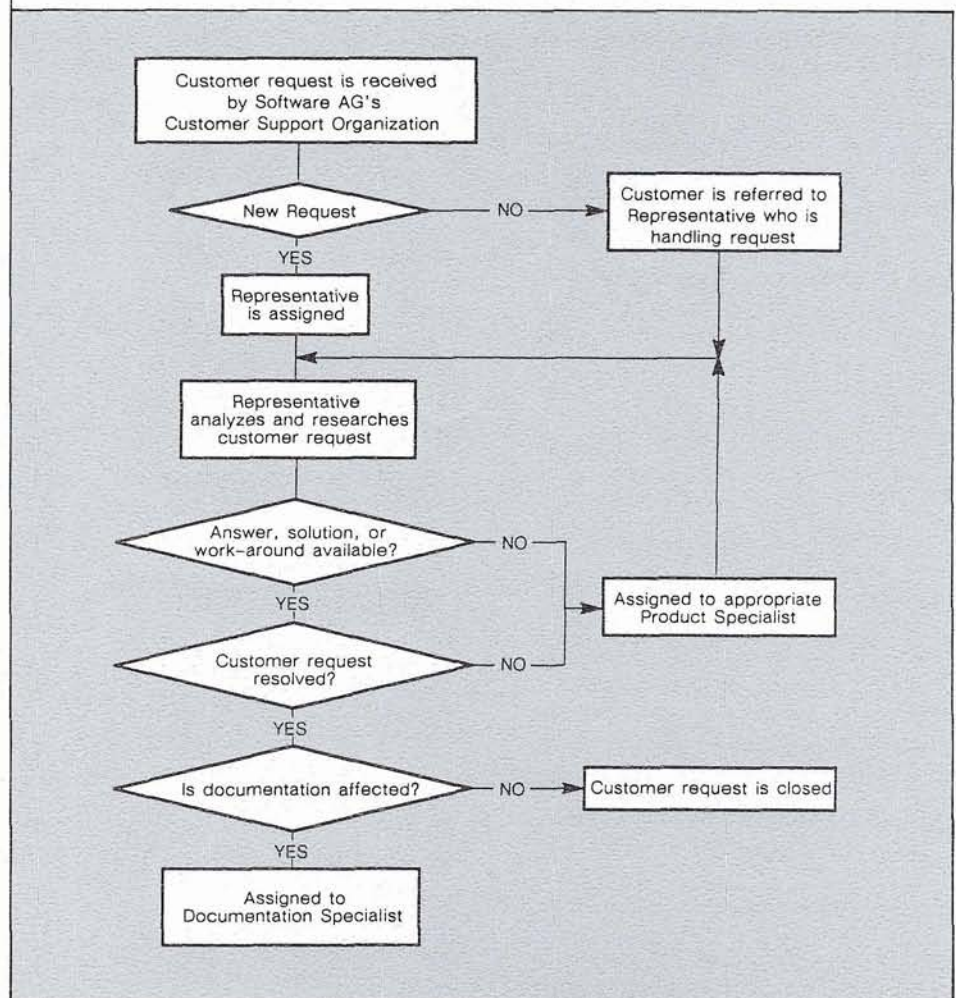 Customer request is received
by Software AG's
Customer Support Organization
New Request
NO
Customer is referred to
Representative who is
handling request
YES
Representative
is assigned
Representative
analyzes and researches
customer request
Answer, solution, or
work-around available?
NO
YES
Assigned to appropriate
Product Specialist
Customer request
resolved?
NO
YES
Is documentation affected?
NO
Customer request is closed
YES
Assigned to
Documentation Specialist